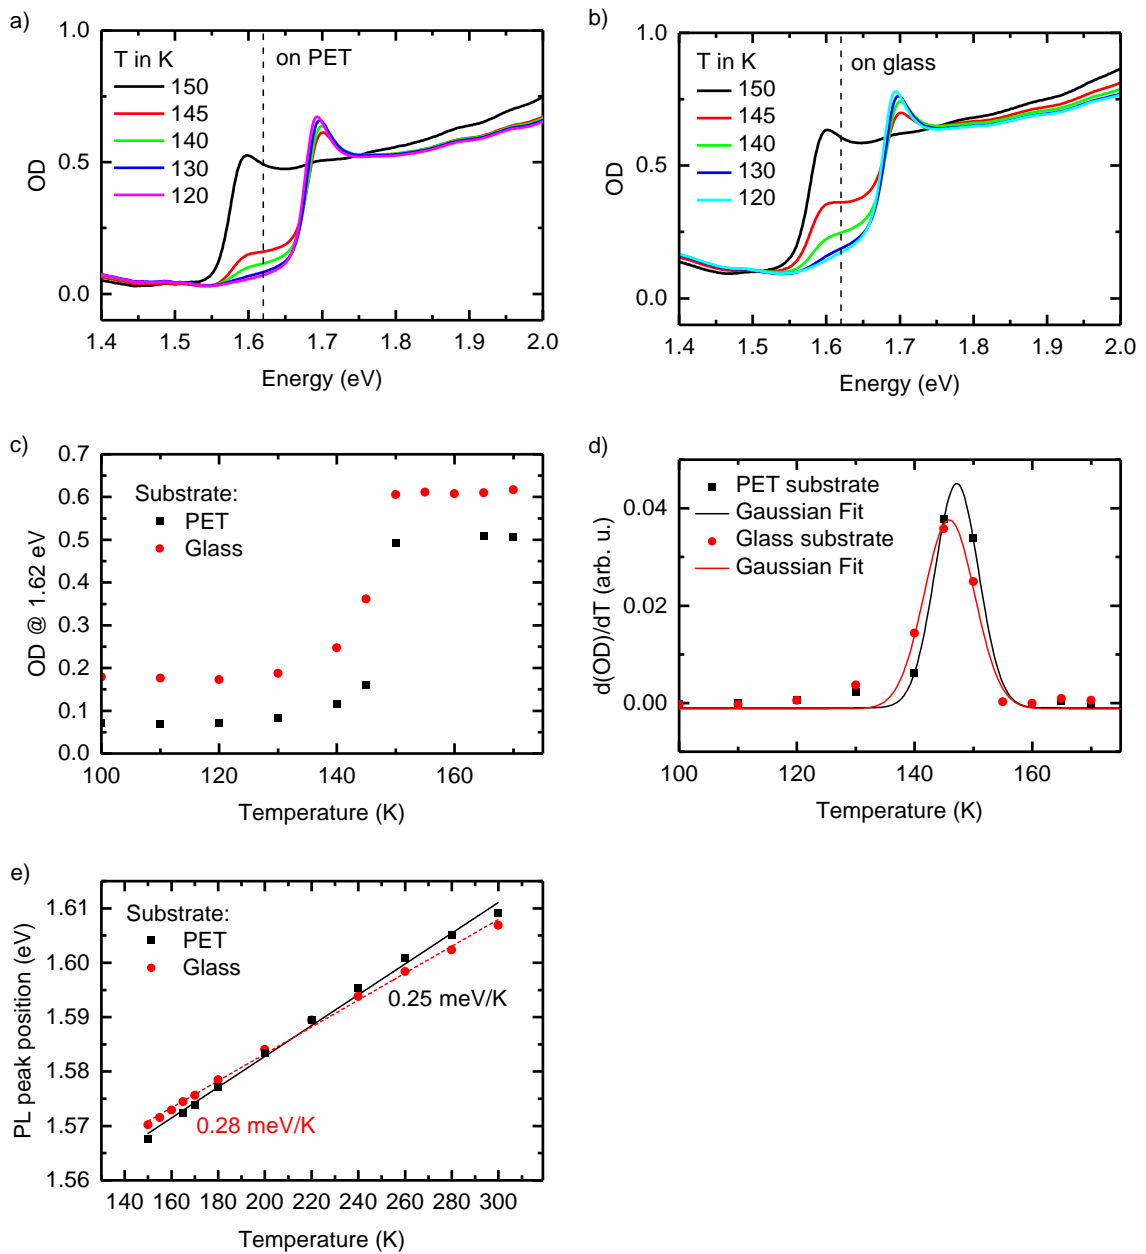 a)
1.0
0.5
0.0
OD
T in K
150
145
140
130
120
on PET
1.4 1.5 1.6 1.7 1.8 1.9 2.0
Energy (eV)
b)
1.0
0.5
0.0
OD
T in K
150
145
140
130
120
on glass
1.4 1.5 1.6 1.7 1.8 1.9 2.0
Energy (eV)
c)
0.7
0.6
0.5
0.4
0.3
0.2
0.1
0.0
OD @ 1.62 eV
Substrate:
PET
Glass
100 120 140 160
Temperature (K)
d)
0.04
0.02
0.00
d(OD)/dT (arb. u.)
PET substrate
Gaussian Fit
Glass substrate
Gaussian Fit
100 120 140 160
Temperature (K)
e)
1.61
1.60
1.59
1.58
1.57
1.56
PL peak position (eV)
Substrate:
PET
Glass
0.25 meV/K
0.28 meV/K
140 160 180 200 220 240 260 280 300
Temperature (K)